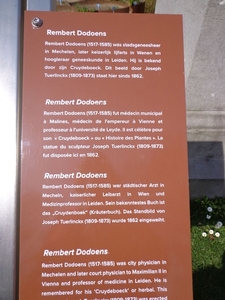 Rembert Dodoens
Rembert Dodoens (1517-1585) was stadsgeneesheer
in Mechelen, later keizerlijk lijfarts in Wenen en
hoogleraar geneeskunde in Leiden. Hij is bekend
door zijn Cruydeboeck. Dit beeld door Joseph
Tuerlinckx (1809-1873) staat hier sinds 1862.
Rembert Dodoens
Rembert Dodoens (1517-1585) fut médecin municipal
à Malines, médecin de l'empereur à Vienne et
professeur à l'université de Leyde. Il est célèbre pour
son « Cruydeboeck » ou « Histoire des Plantes ». La
statue du sculpteur Joseph Tuerlinckx (1809-1873)
fut disposée ici en 1862.
Rembert Dodoens
Rembert Dodoens (1517-1585) war städtischer Arzt in
Mecheln, kaiserlicher Leibarzt in Wien und
Medizinprofessor in Leiden. Sein bekanntestes Buch ist
das „Cruydenboek" (Kräuterbuch). Das Standbild von
Joseph Tuerlinckx (1809-1873) wurde 1862 eingeweiht.
Rembert Dodoens
Rembert Dodoens (1517-1585) was city physician in
Mechelen and later court physician to Maximilian II in
Vienna and professor of medicine in Leiden. He is
remembered for his 'Cruydeboeck' or herbal. This
Tuerlinckx (1809-1873) was erected